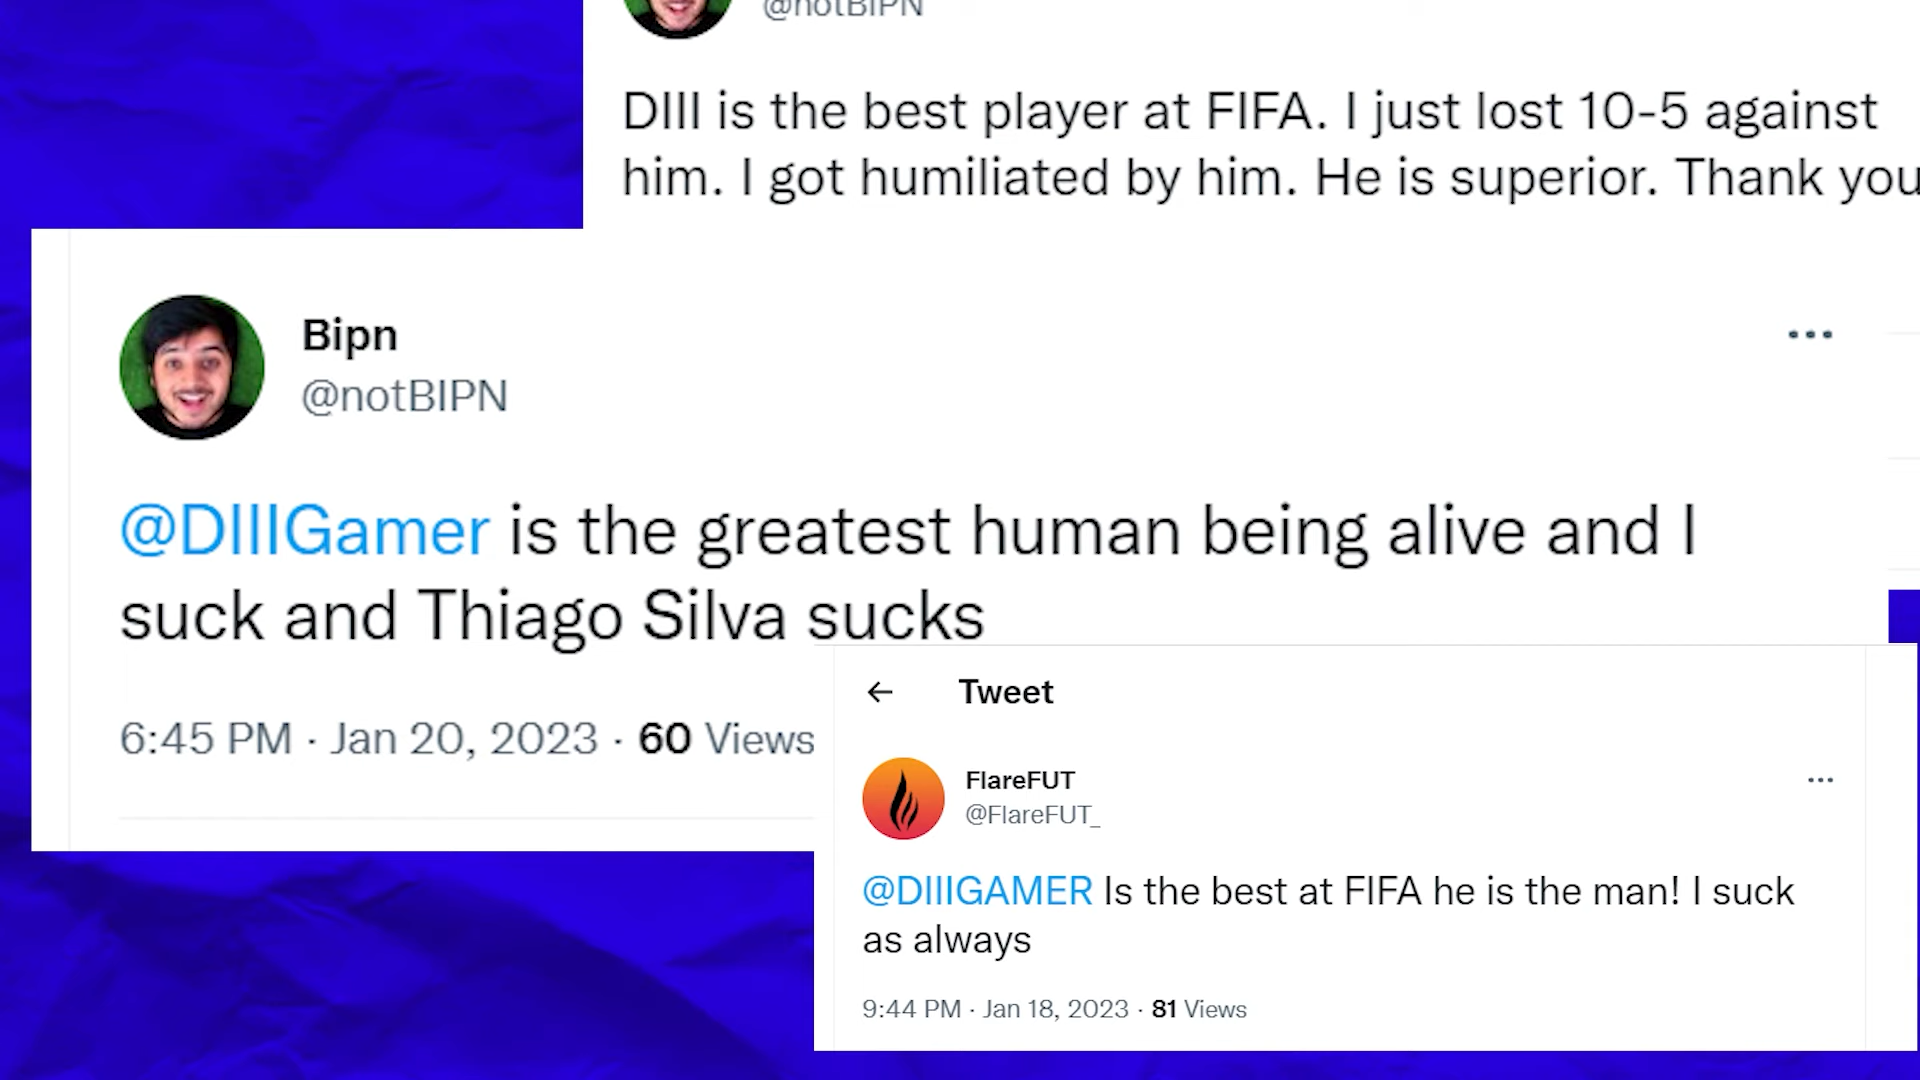 @notBIPN
DIII is the best player at FIFA. I just lost 10-5 against
him. I got humiliated by him. He is superior. Thank you
Bipn
@notBIPN
@DIIIGamer is the greatest human being alive and I
suck and Thiago Silva sucks
6:45 PM · Jan 20, 2023 · 60 Views
Tweet
FlareFUT
@FlareFUT_
@DIIIGAMER Is the best at FIFA he is the man! I suck
as always
9:44 PM · Jan 18, 2023 · 81 Views